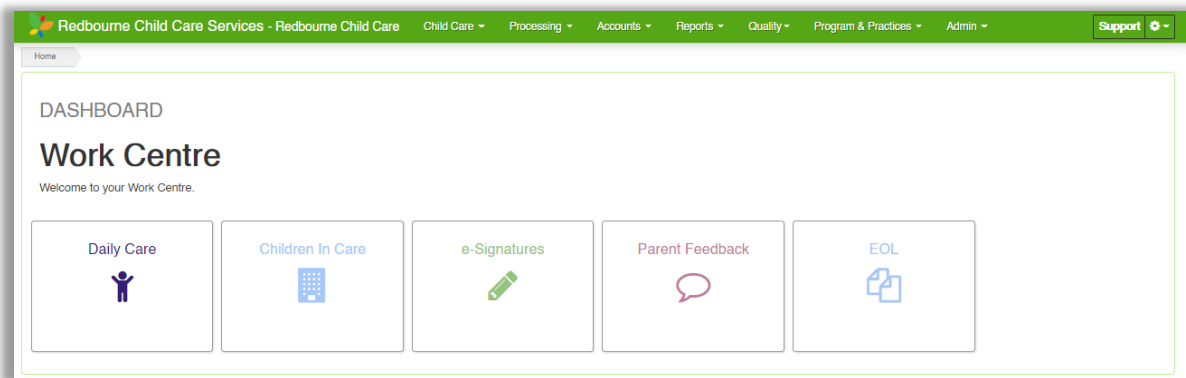 Redbourne Child Care Services - Redbourne Child Care Child Care Processing Accounts Reports Quality Program & Practices Admin Support
Home
DASHBOARD
Work Centre
Welcome to your Work Centre.
Daily Care Children In Care e-Signatures Parent Feedback EOL